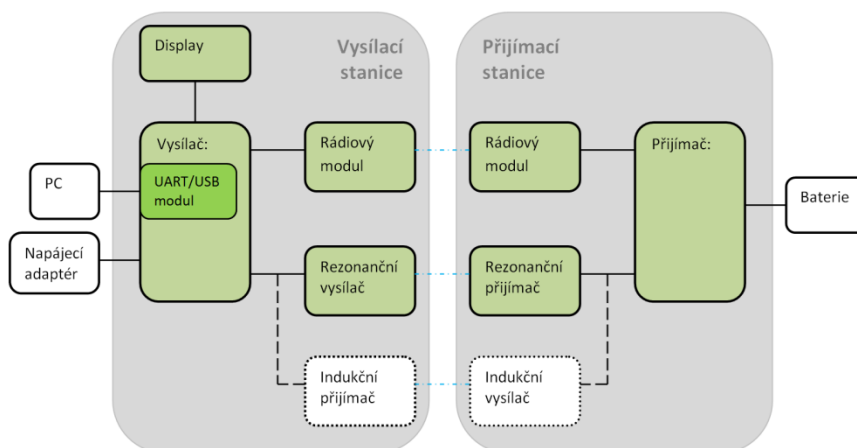 Display
Vysílací
stanice
Přijímací
stanice
Vysílač:
UART/USB
modul
Rádiový
modul
Rádiový
modul
Přijímač:
PC
Baterie
Napájecí
adaptér
Rezonanční
vysílač
Rezonanční
přijímač
Indukční
přijímač
Indukční
vysílač